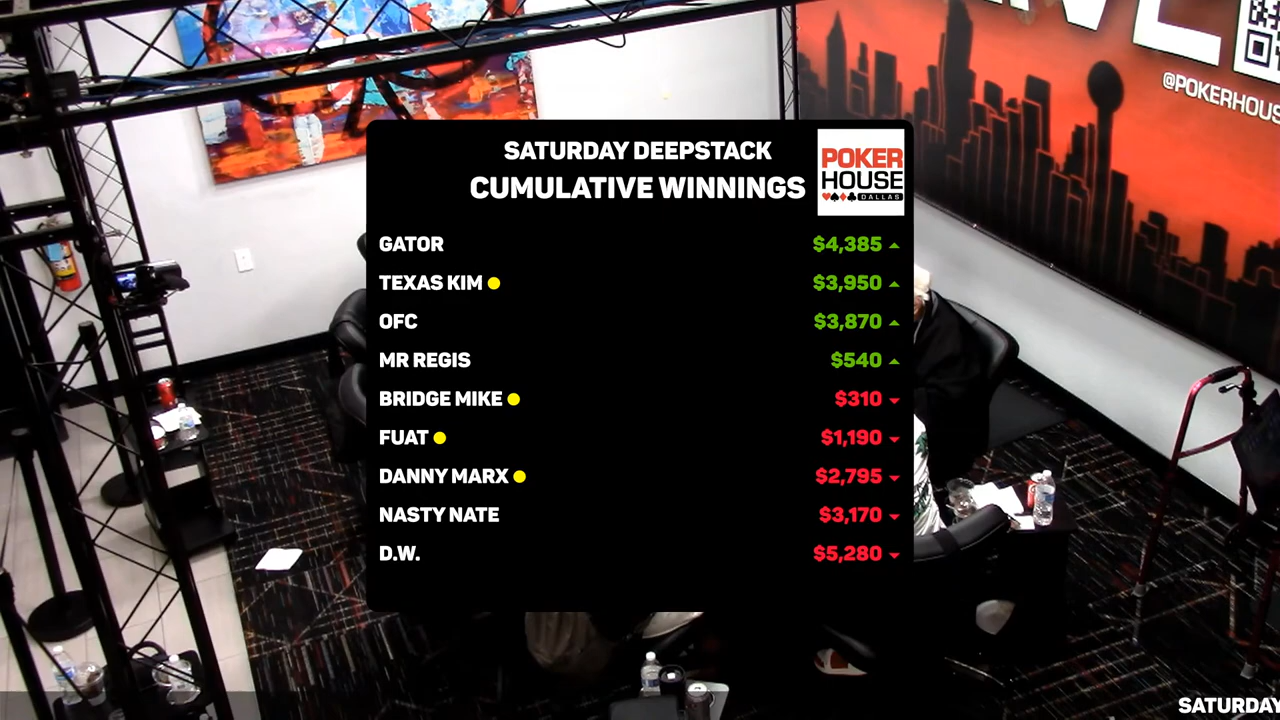 @POKERHOUS
SATURDAY DEEPSTACK
CUMULATIVE WINNINGS
POKER
HOUSE
DALLAS
GATOR $4,385
TEXAS KIM $3,950
OFC $3,870
MR REGIS $540
BRIDGE MIKE $310
FUAT $1,190
DANNY MARX $2,795
NASTY NATE $3,170
D.W. $5,280
SATURDAY